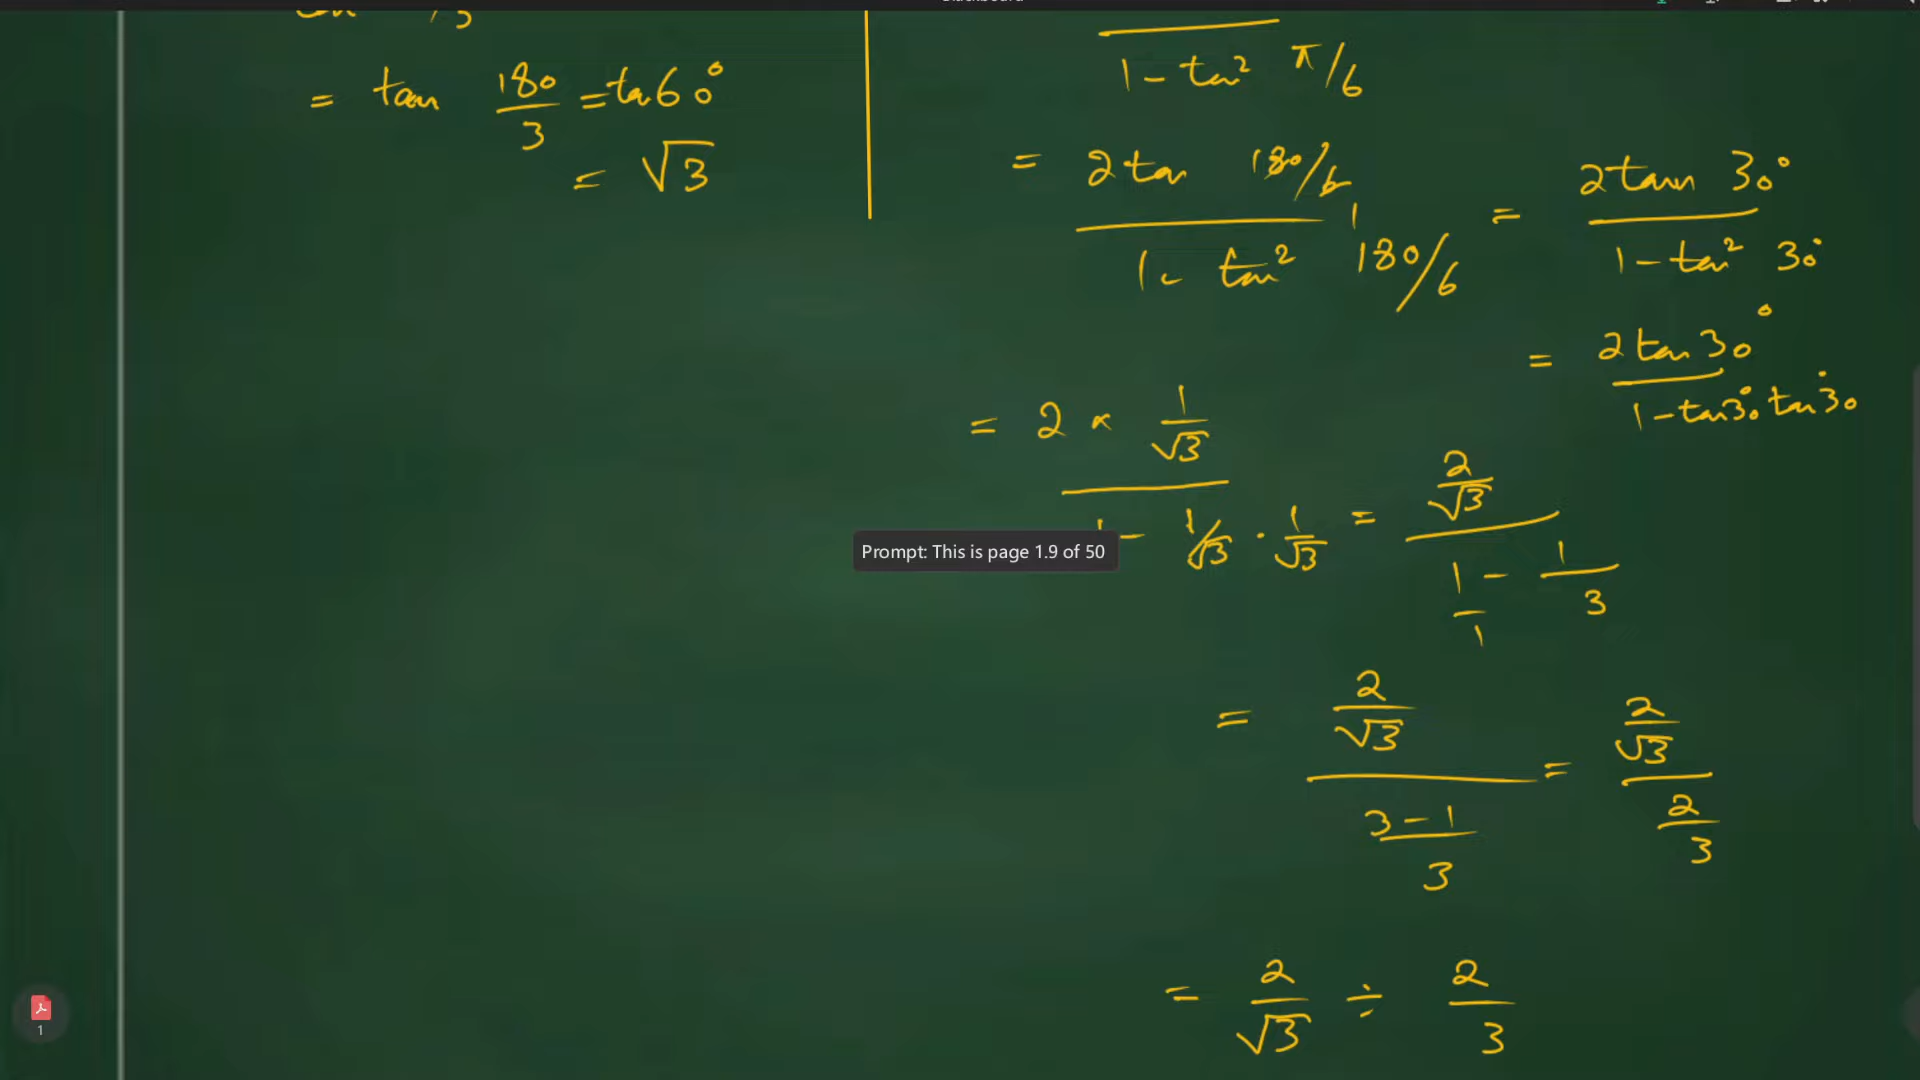 = tan 180/3 = ta 60°
= √3
1 - tan² π/6
= 2 tan 180/6 / 1 - tan² 180/6 = 2 tan 30° / 1 - tan² 30°
= 2 tan 30° / 1 - tan 30° tan 30°
= 2 × 1/√3 / 1 - 1/√3 · 1/√3 = 2/√3 / 1/1 - 1/3
Prompt: This is page 1.9 of 50
= 2/√3 / 3-1/3 = 2/√3 / 2/3
= 2/√3 ÷ 2/3
1